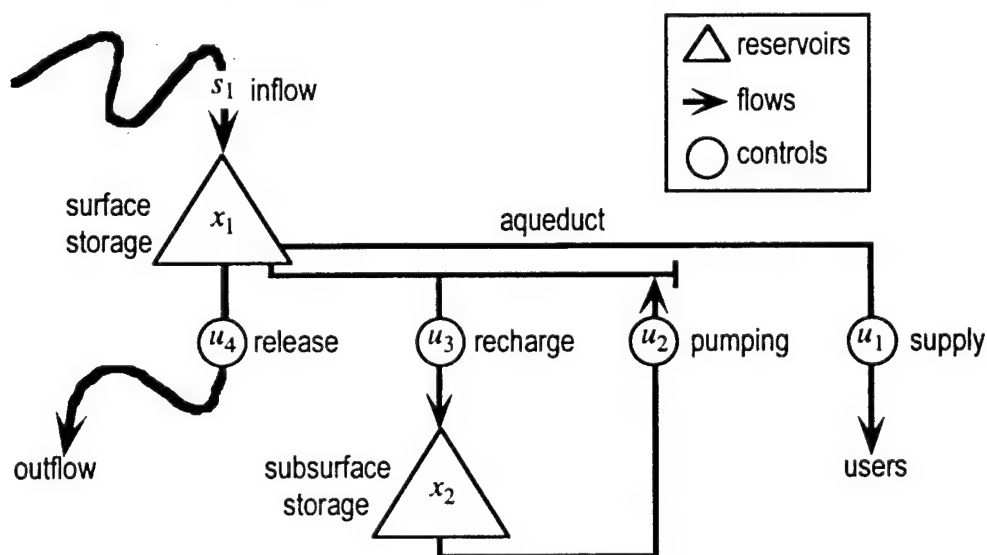 s1 inflow
reservoirs
flows
controls
surface
storage
x1
aqueduct
u4 release
u3 recharge
u2 pumping
u1 supply
outflow
subsurface
storage
x2
users